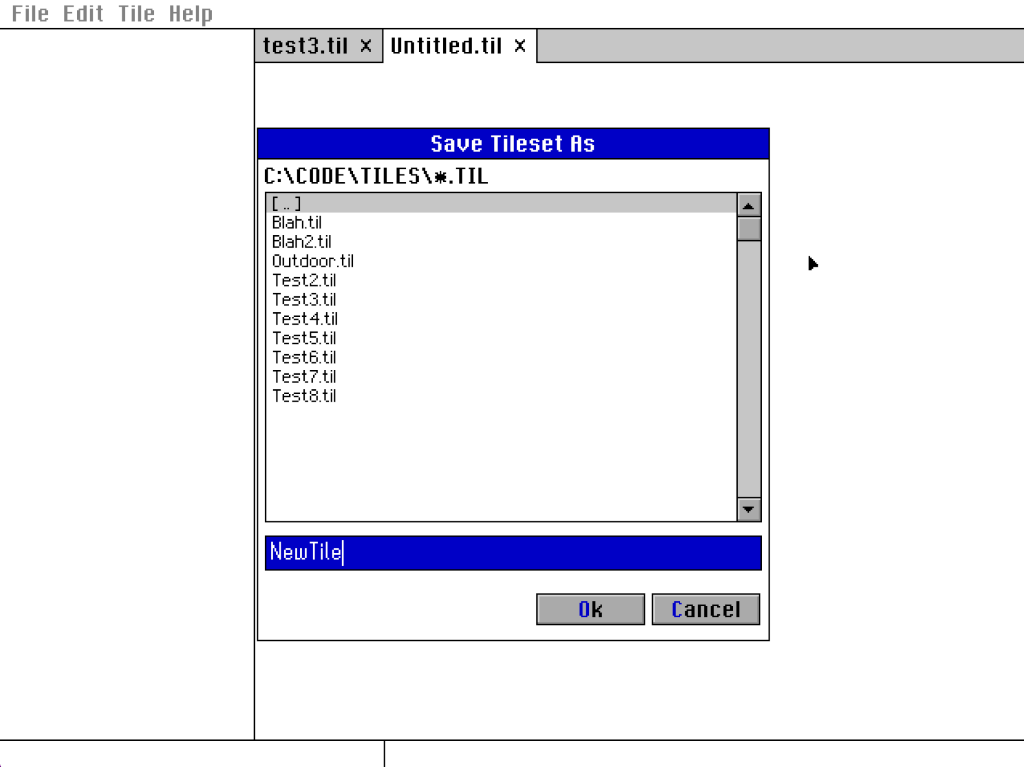 File Edit Tile Help
test3.til x Untitled.til x
Save Tileset As
C:\CODE\TILES\*.TIL
[..]
Blah.til
Blah2.til
Outdoor.til
Test2.til
Test3.til
Test4.til
Test5.til
Test6.til
Test7.til
Test8.til
NewTile
Ok Cancel